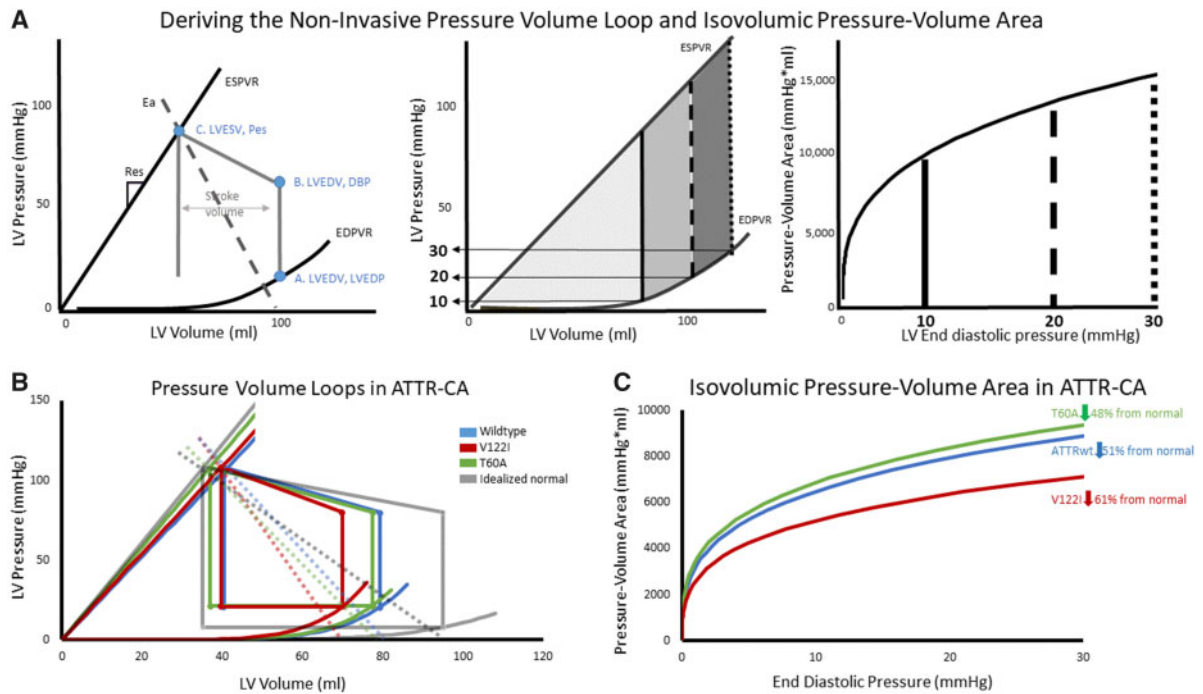 A
Deriving the Non-Invasive Pressure Volume Loop and Isovolumic Pressure-Volume Area
LV Pressure (mmHg)
100
50
0
0
100
LV Volume (ml)
ESPVR
Ea
Res
C. LVESV, Pes
B. LVEDV, DBP
Stroke
volume
EDPVR
A. LVEDV, LVEDP
LV Pressure (mmHg)
100
50
30
20
10
0
0
100
LV Volume (ml)
ESPVR
EDPVR
Pressure-Volume Area (mmHg*ml)
15,000
10,000
5,000
0
0
10
20
30
LV End diastolic pressure (mmHg)
B
Pressure Volume Loops in ATTR-CA
LV Pressure (mmHg)
150
100
50
0
0
20
40
60
80
100
120
LV Volume (ml)
Wildtype
V122I
T60A
Idealized normal
C
Isovolumic Pressure-Volume Area in ATTR-CA
Pressure-Volume Area (mmHg*ml)
10000
8000
6000
4000
2000
0
0
10
20
30
End Diastolic Pressure (mmHg)
T60A 48% from normal
ATTRwt 51% from normal
V122I 61% from normal